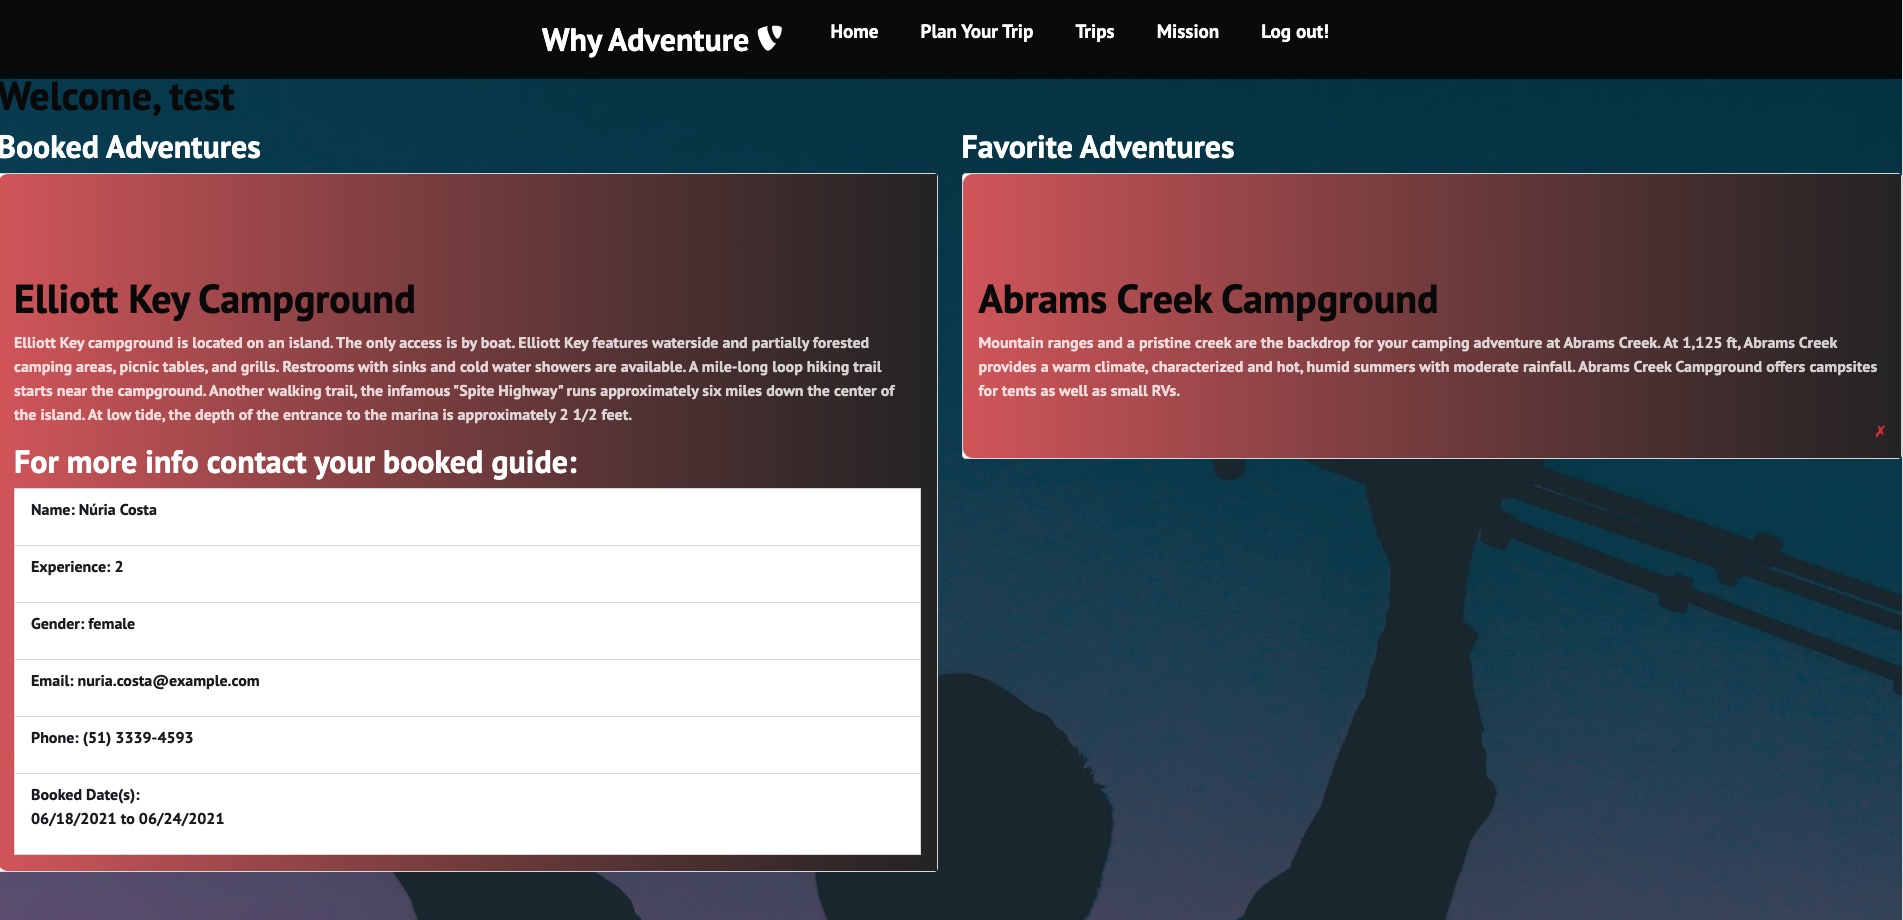 Why Adventure
Home
Plan Your Trip
Trips
Mission
Log out!
Welcome, test
Booked Adventures
Elliott Key Campground
Elliott Key campground is located on an island. The only access is by boat. Elliott Key features waterside and partially forested
camping areas, picnic tables, and grills. Restrooms with sinks and cold water showers are available. A mile-long loop hiking trail
starts near the campground. Another walking trail, the infamous "Spite Highway" runs approximately six miles down the center of
the island. At low tide, the depth of the entrance to the marina is approximately 2 1/2 feet.
For more info contact your booked guide:
Name: Núria Costa
Experience: 2
Gender: female
Email: nuria.costa@example.com
Phone: (51) 3339-4593
Booked Date(s):
06/18/2021 to 06/24/2021
Favorite Adventures
Abrams Creek Campground
Mountain ranges and a pristine creek are the backdrop for your camping adventure at Abrams Creek. At 1,125 ft, Abrams Creek
provides a warm climate, characterized and hot, humid summers with moderate rainfall. Abrams Creek Campground offers campsites
for tents as well as small RVs.
✗